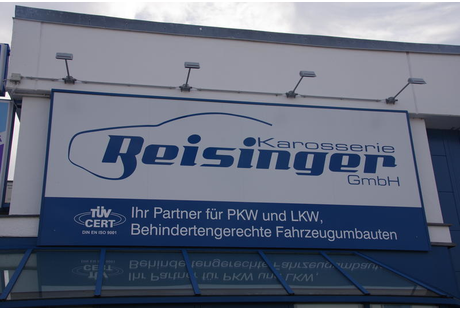 Karosserie
Reisinger
GmbH
TÜV
CERT
DIN EN ISO 9001
Ihr Partner für PKW und LKW,
Behindertengerechte Fahrzeugumbauten